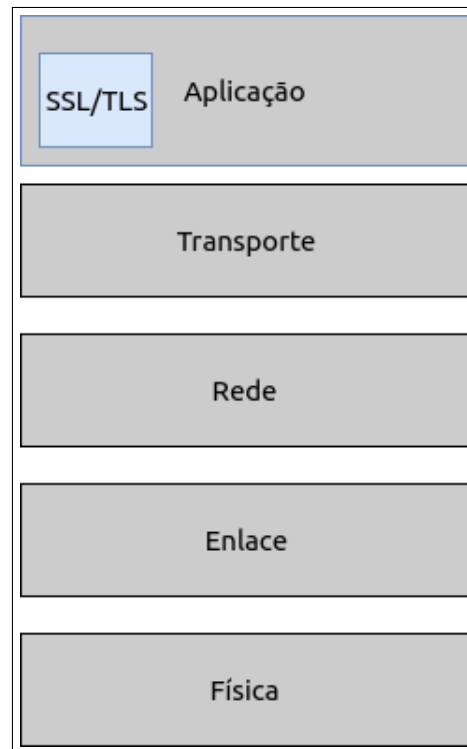 SSL/TLS Aplicação
Transporte
Rede
Enlace
Física